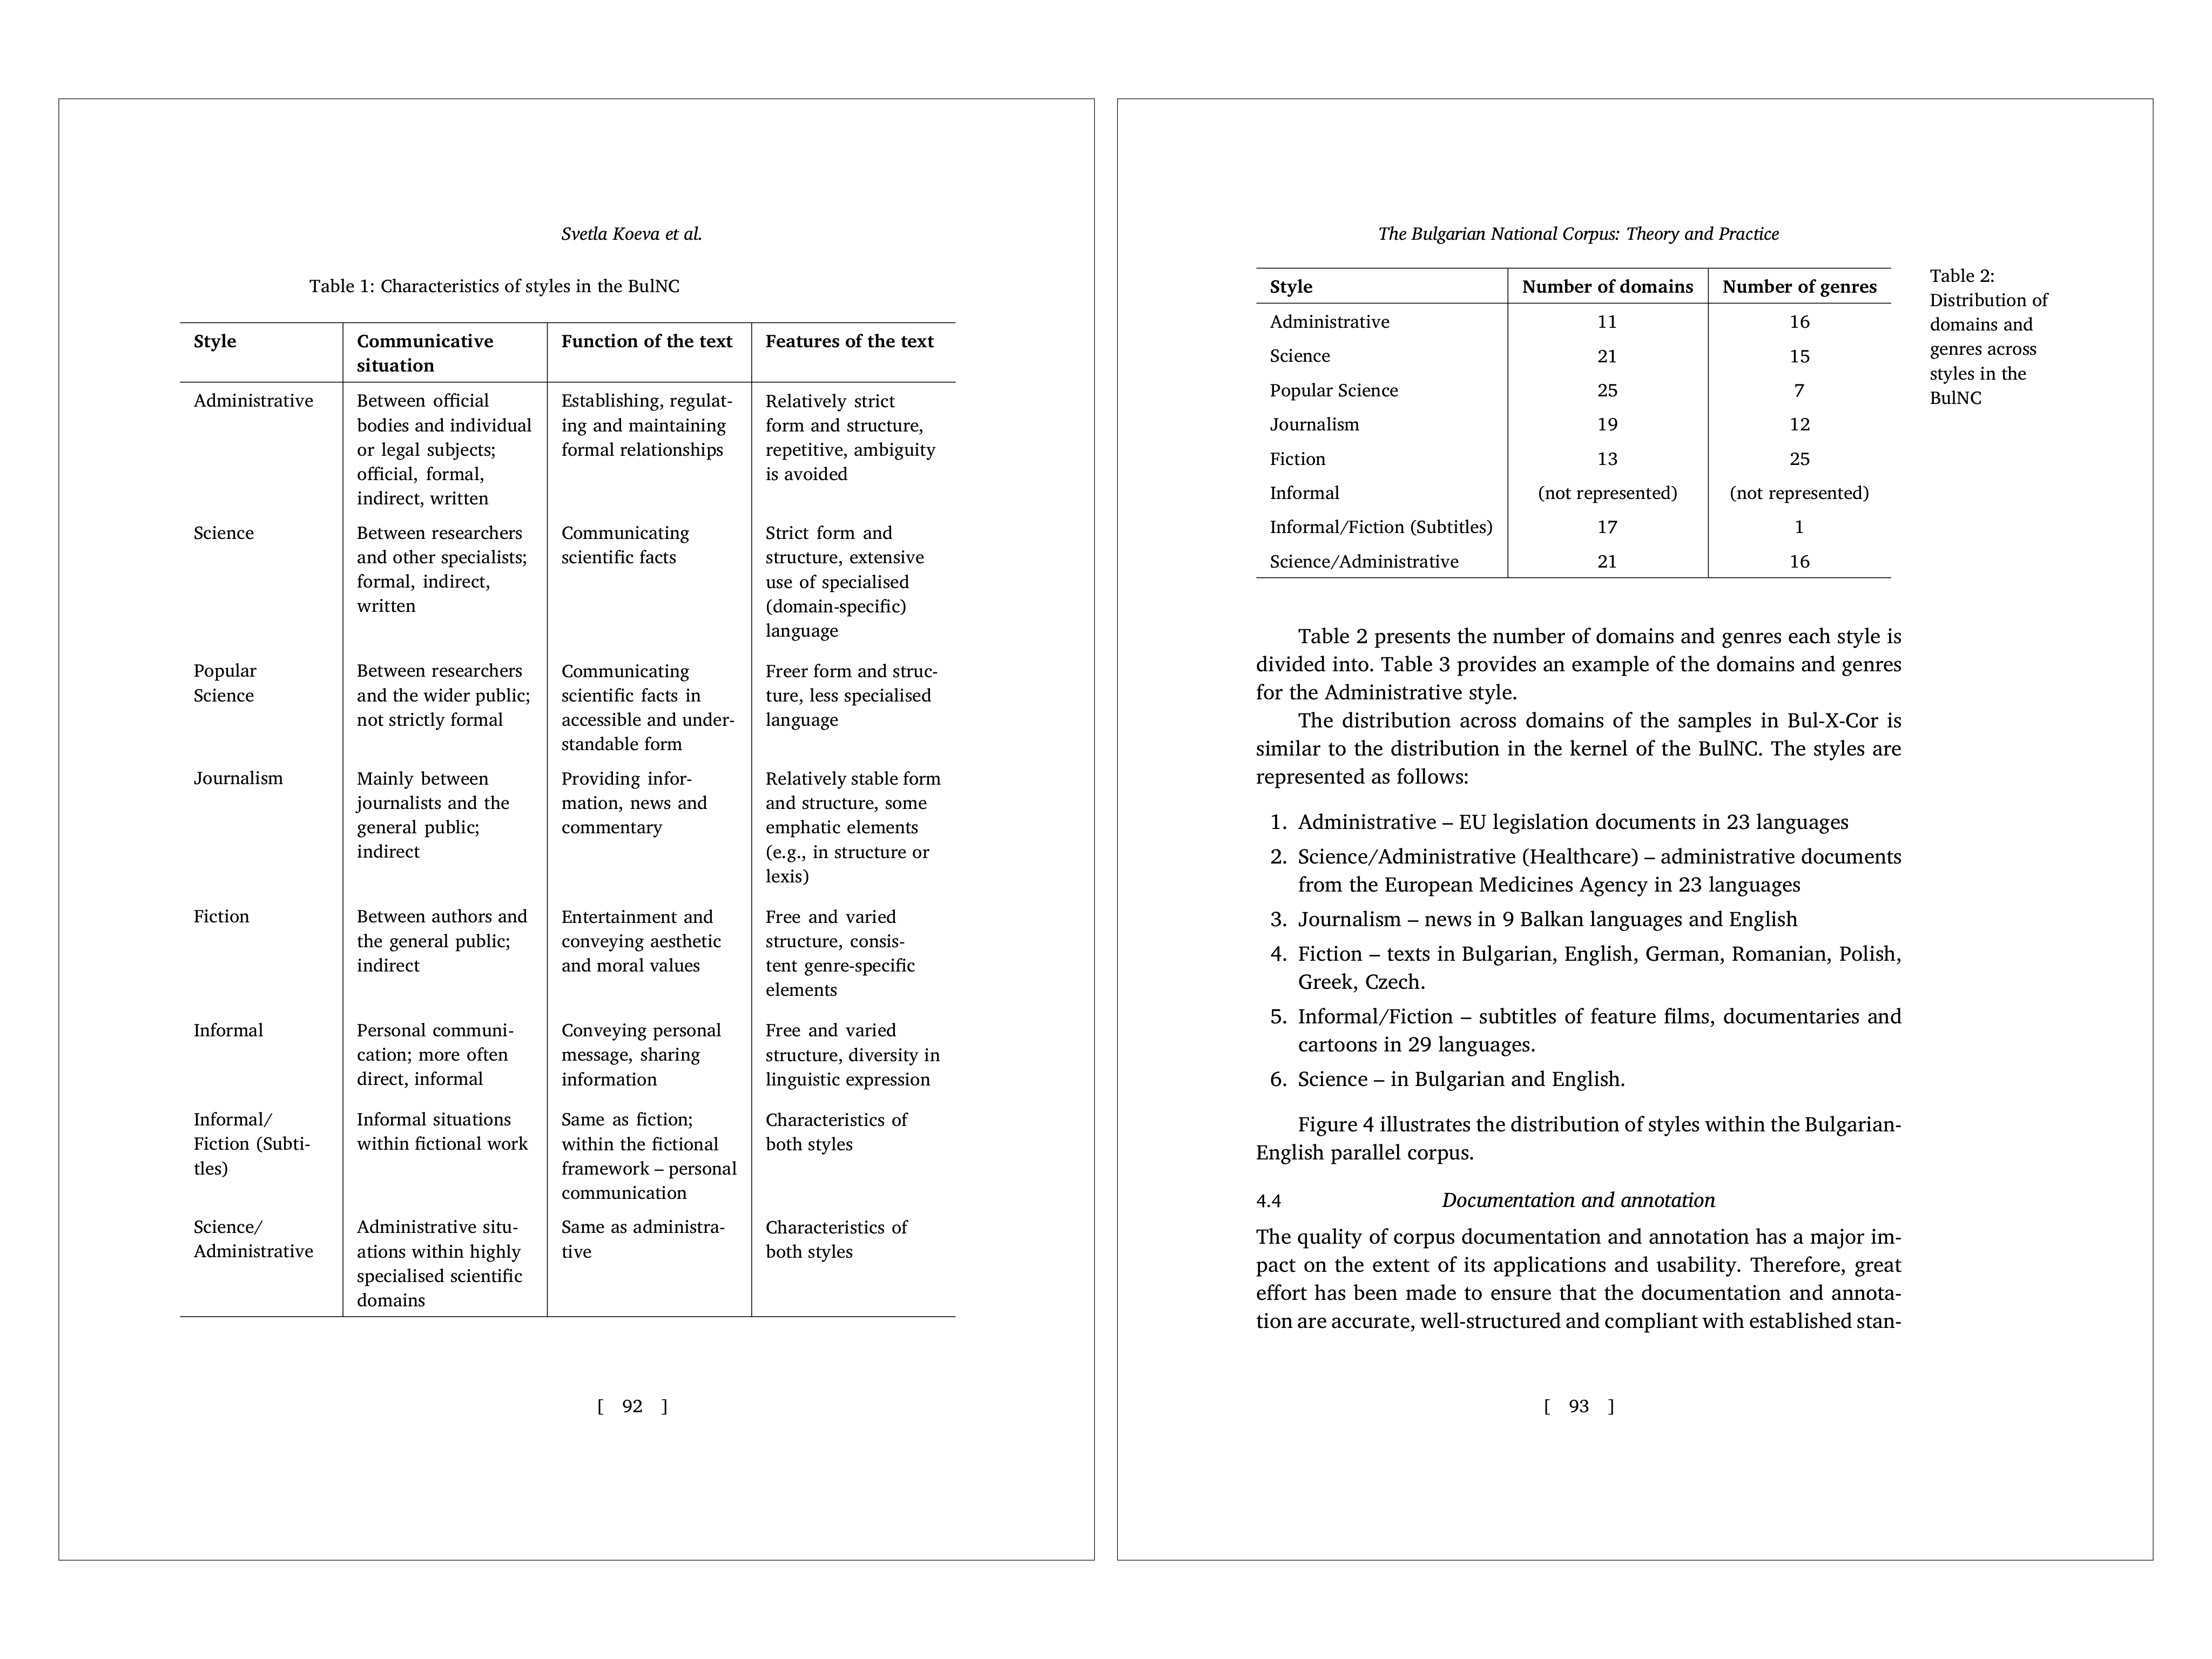 Svetla Koeva et al.
Table 1: Characteristics of styles in the BulNC
Style
Communicative
situation
Function of the text
Features of the text
Administrative
Between official
bodies and individual
or legal subjects;
official, formal,
indirect, written
Establishing, regulat-
ing and maintaining
formal relationships
Relatively strict
form and structure,
repetitive, ambiguity
is avoided
Science
Between researchers
and other specialists;
formal, indirect,
written
Communicating
scientific facts
Strict form and
structure, extensive
use of specialised
(domain-specific)
language
Popular
Science
Between researchers
and the wider public;
not strictly formal
Communicating
scientific facts in
accessible and under-
standable form
Freer form and struc-
ture, less specialised
language
Journalism
Mainly between
journalists and the
general public;
indirect
Providing infor-
mation, news and
commentary
Relatively stable form
and structure, some
emphatic elements
(e.g., in structure or
lexis)
Fiction
Between authors and
the general public;
indirect
Entertainment and
conveying aesthetic
and moral values
Free and varied
structure, consis-
tent genre-specific
elements
Informal
Personal communi-
cation; more often
direct, informal
Conveying personal
message, sharing
information
Free and varied
structure, diversity in
linguistic expression
Informal/
Fiction (Subti-
tles)
Informal situations
within fictional work
Same as fiction;
within the fictional
framework – personal
communication
Characteristics of
both styles
Science/
Administrative
Administrative situ-
ations within highly
specialised scientific
domains
Same as administra-
tive
Characteristics of
both styles
[ 92 ]
The Bulgarian National Corpus: Theory and Practice
Style Number of domains Number of genres
Administrative 11 16
Science 21 15
Popular Science 25 7
Journalism 19 12
Fiction 13 25
Informal (not represented) (not represented)
Informal/Fiction (Subtitles) 17 1
Science/Administrative 21 16
Table 2:
Distribution of
domains and
genres across
styles in the
BulNC
Table 2 presents the number of domains and genres each style is
divided into. Table 3 provides an example of the domains and genres
for the Administrative style.
The distribution across domains of the samples in Bul-X-Cor is
similar to the distribution in the kernel of the BulNC. The styles are
represented as follows:
1. Administrative – EU legislation documents in 23 languages
2. Science/Administrative (Healthcare) – administrative documents
from the European Medicines Agency in 23 languages
3. Journalism – news in 9 Balkan languages and English
4. Fiction – texts in Bulgarian, English, German, Romanian, Polish,
Greek, Czech.
5. Informal/Fiction – subtitles of feature films, documentaries and
cartoons in 29 languages.
6. Science – in Bulgarian and English.
Figure 4 illustrates the distribution of styles within the Bulgarian-
English parallel corpus.
4.4 Documentation and annotation
The quality of corpus documentation and annotation has a major im-
pact on the extent of its applications and usability. Therefore, great
effort has been made to ensure that the documentation and annota-
tion are accurate, well-structured and compliant with established stan-
[ 93 ]